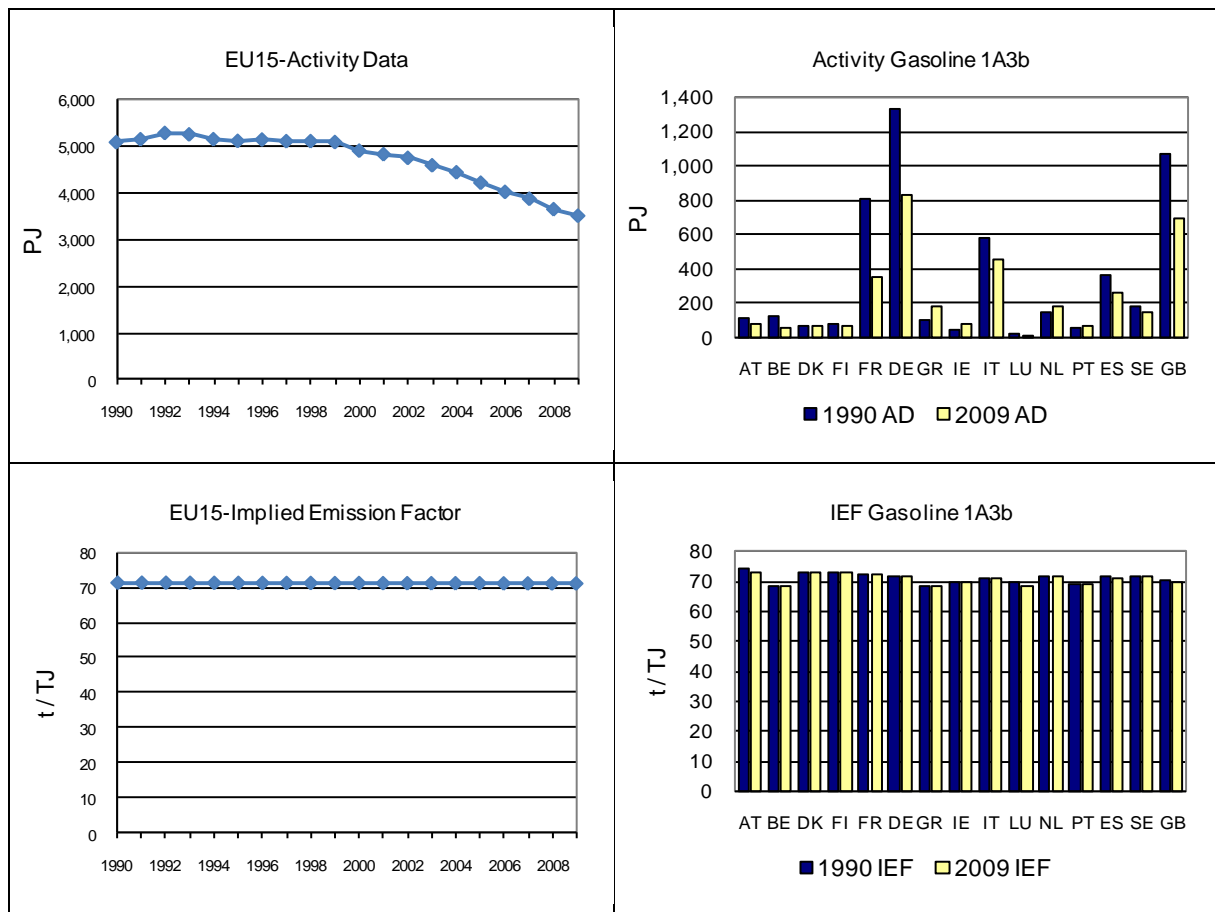 EU15-Activity Data
6,000
5,000
4,000
3,000
2,000
1,000
0
PJ
1990 1992 1994 1996 1998 2000 2002 2004 2006 2008
Activity Gasoline 1A3b
1,400
1,200
1,000
800
600
400
200
0
PJ
AT BE DK FI FR DE GR IE IT LU NL PT ES SE GB
1990 AD 2009 AD
EU15-Implied Emission Factor
80
70
60
50
40
30
20
10
0
t / TJ
1990 1992 1994 1996 1998 2000 2002 2004 2006 2008
IEF Gasoline 1A3b
80
70
60
50
40
30
20
10
0
t / TJ
AT BE DK FI FR DE GR IE IT LU NL PT ES SE GB
1990 IEF 2009 IEF